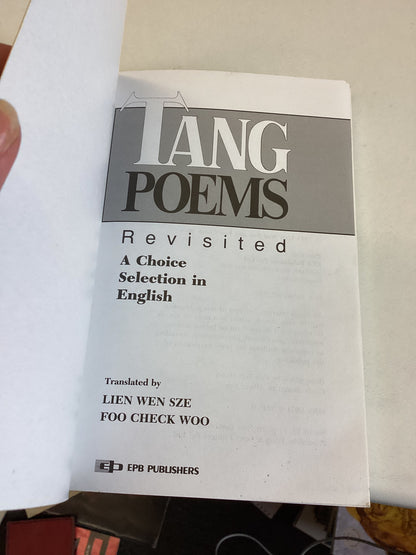 TANG
POEMS
Revisited
A Choice
Selection in
English
Translated by
LIEN WEN SZE
FOO CHECK WOO
EPB PUBLISHERS